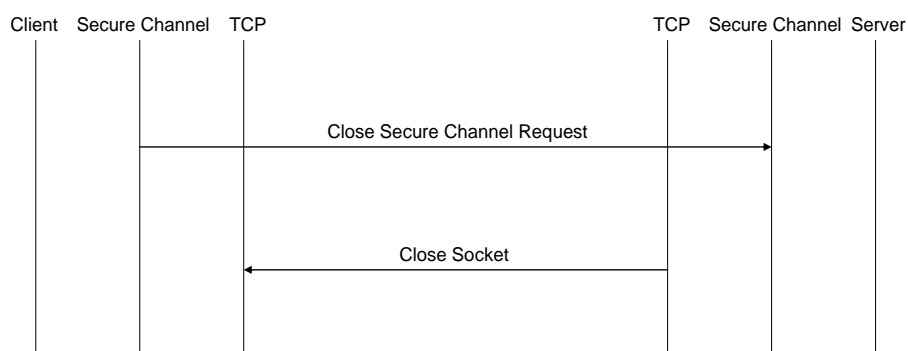 Client Secure Channel TCP TCP Secure Channel Server
Close Secure Channel Request
Close Socket